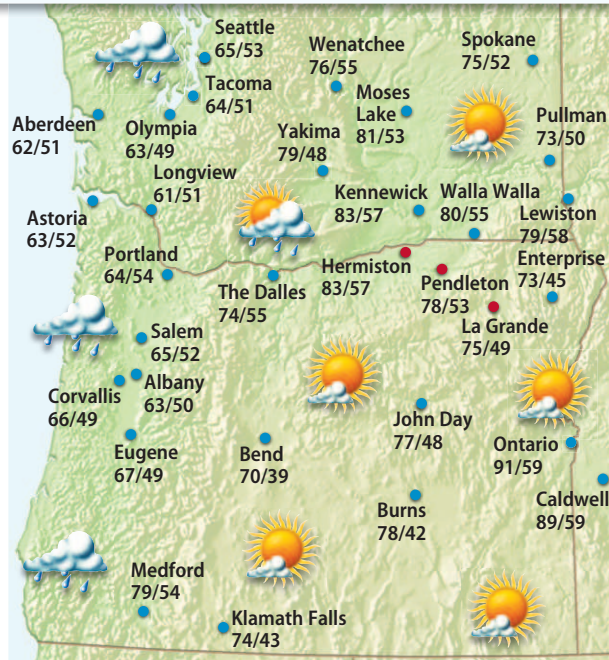 Seattle
65/53
Wenatchee
76/55
Spokane
75/52
Tacoma
64/51
Moses
Lake
81/53
Pullman
73/50
Aberdeen
62/51
Olympia
63/49
Yakima
79/48
Longview
61/51
Kennewick
83/57
Walla Walla
80/55
Lewiston
79/58
Astoria
63/52
Portland
64/54
The Dalles
74/55
Hermiston
83/57
Pendleton
78/53
Enterprise
73/45
La Grande
75/49
Salem
65/52
Albany
63/50
Corvallis
66/49
John Day
77/48
Eugene
67/49
Bend
70/39
Ontario
91/59
Burns
78/42
Caldwell
89/59
Medford
79/54
Klamath Falls
74/43